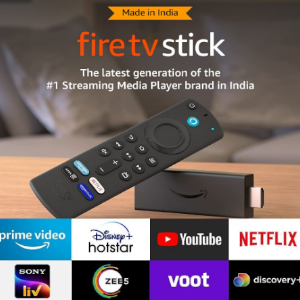 Made in India
fire tv stick
The latest generation of the
#1 Streaming Media Player brand in India
prime video
Disney+
hotstar
YouTube
NETFLIX
SONY
liv
ZEE5
voot
discovery+